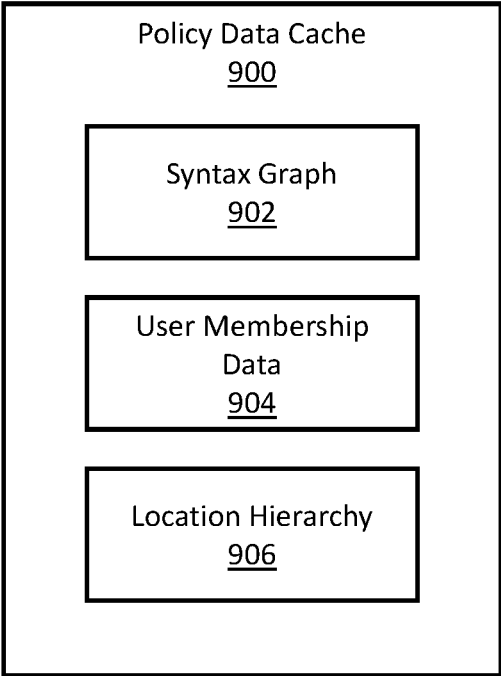 Policy Data Cache
900
Syntax Graph
902
User Membership
Data
904
Location Hierarchy
906